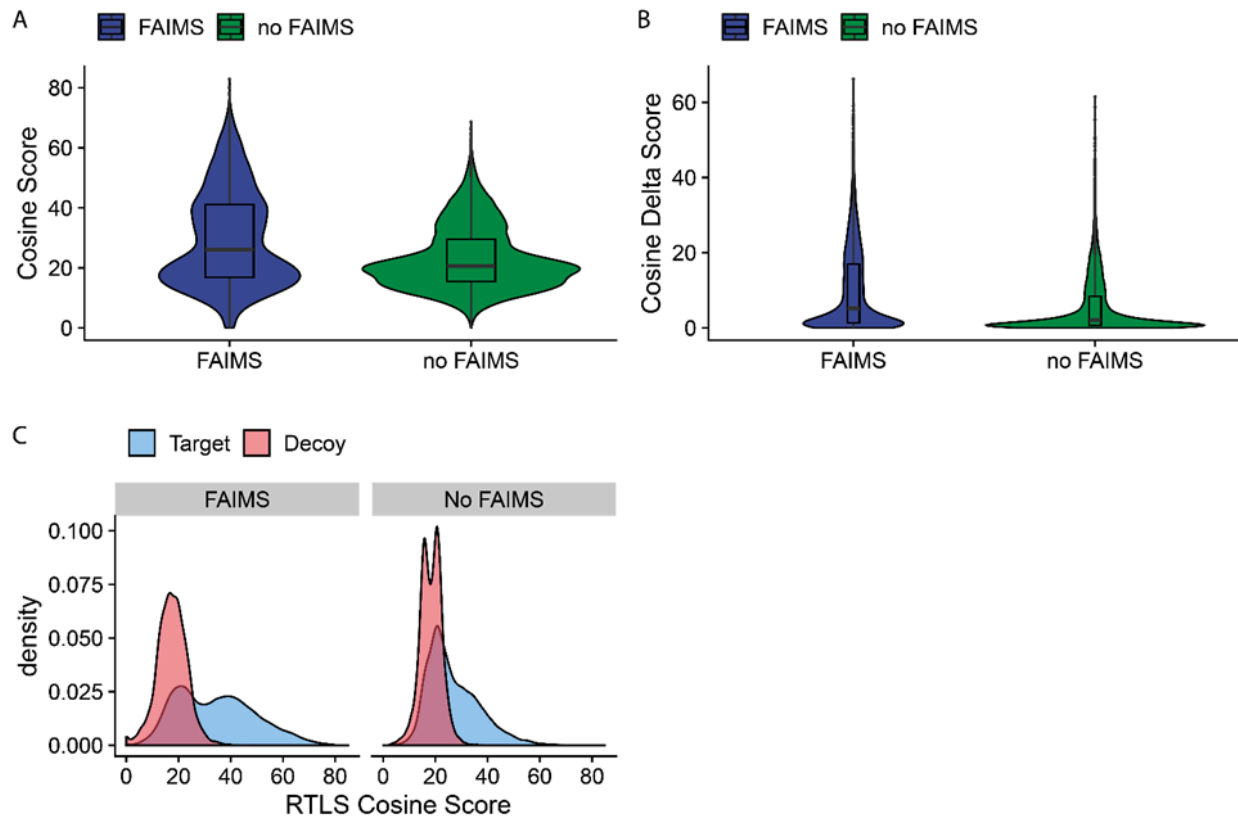 A
FAIMS no FAIMS
Cosine Score
80
60
40
20
0
FAIMS no FAIMS
B
FAIMS no FAIMS
Cosine Delta Score
60
40
20
0
FAIMS no FAIMS
C
Target Decoy
FAIMS No FAIMS
density
0.100
0.075
0.050
0.025
0.000
0 20 40 60 80 0 20 40 60 80
RTLS Cosine Score